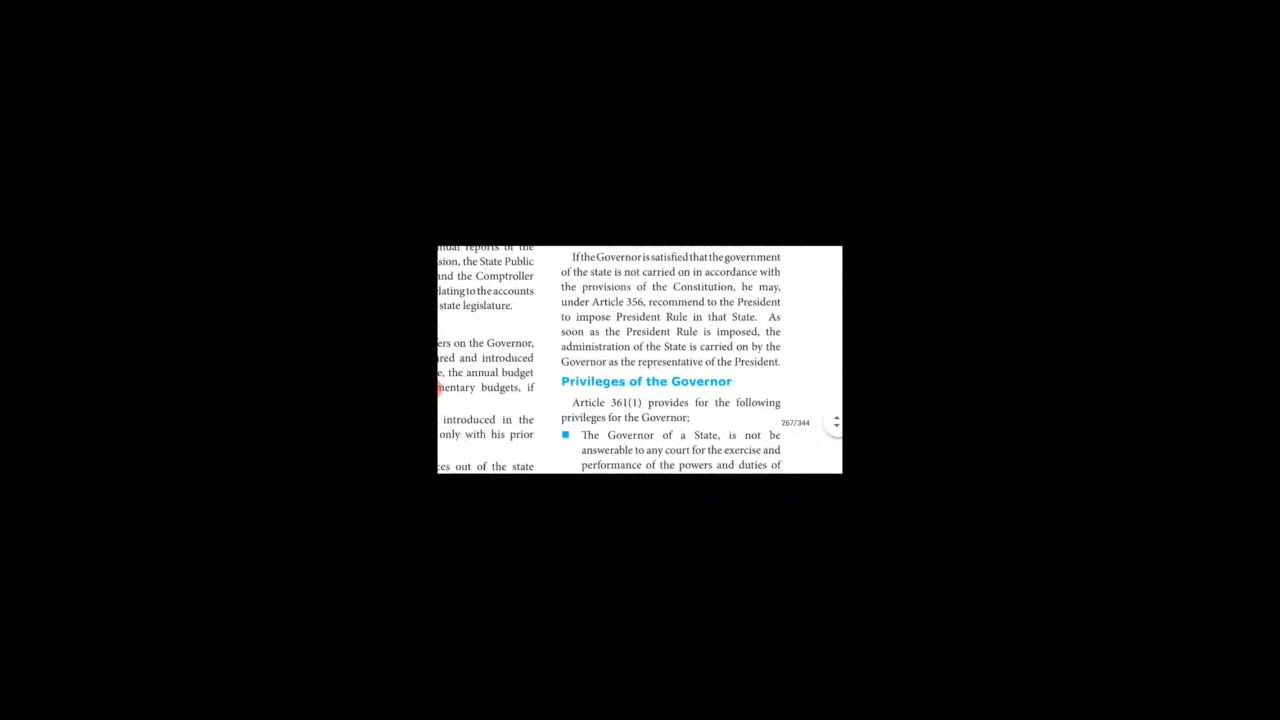 nual reports of the
sion, the State Public
and the Comptroller
lating to the accounts
state legislature.
ers on the Governor,
ared and introduced
e, the annual budget
mentary budgets, if
introduced in the
only with his prior
ces out of the state
If the Governor is satisfied that the government
of the state is not carried on in accordance with
the provisions of the Constitution, he may,
under Article 356, recommend to the President
to impose President Rule in that State. As
soon as the President Rule is imposed, the
administration of the State is carried on by the
Governor as the representative of the President.
Privileges of the Governor
Article 361(1) provides for the following
privileges for the Governor;
The Governor of a State, is not be
answerable to any court for the exercise and
performance of the powers and duties of
267/344